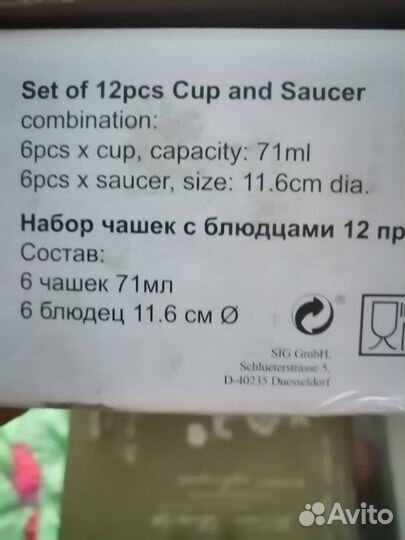 Set of 12pcs Cup and Saucer
combination:
6pcs x cup, capacity: 71ml
6pcs x saucer, size: 11.6cm dia.
Набор чашек с блюдцами 12 пр
Состав:
6 чашек 71мл
6 блюдец 11.6 см Ø
®
SIG GmbH,
Schlueterstrasse 5,
D-40235 Duesseldorf
Avito